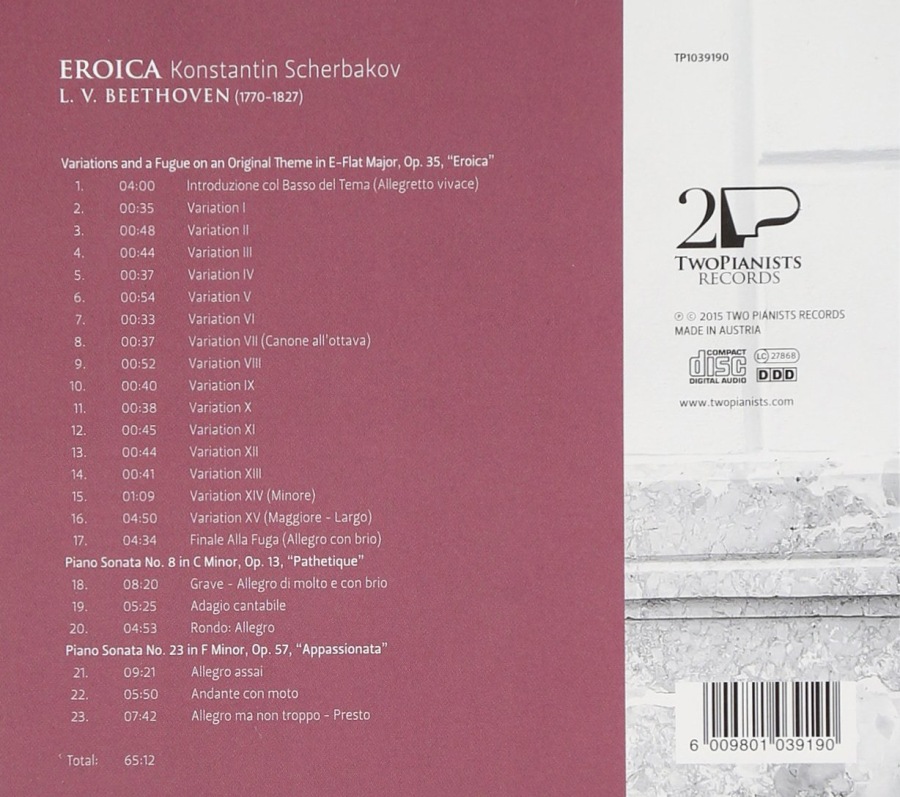 EROICA Konstantin Scherbakov
L. V. BEETHOVEN (1770-1827)
Variations and a Fugue on an Original Theme in E-Flat Major, Op. 35, “Eroica”
1. 04:00 Introduzione col Basso del Tema (Allegretto vivace)
2. 00:35 Variation I
3. 00:48 Variation II
4. 00:44 Variation III
5. 00:37 Variation IV
6. 00:54 Variation V
7. 00:33 Variation VI
8. 00:37 Variation VII (Canone all'ottava)
9. 00:52 Variation VIII
10. 00:40 Variation IX
11. 00:38 Variation X
12. 00:45 Variation XI
13. 00:44 Variation XII
14. 00:41 Variation XIII
15. 01:09 Variation XIV (Minore)
16. 04:50 Variation XV (Maggiore - Largo)
17. 04:34 Finale Alla Fuga (Allegro con brio)
Piano Sonata No. 8 in C Minor, Op. 13, “Pathetique”
18. 08:20 Grave - Allegro di molto e con brio
19. 05:25 Adagio cantabile
20. 04:53 Rondo: Allegro
Piano Sonata No. 23 in F Minor, Op. 57, “Appassionata”
21. 09:21 Allegro assai
22. 05:50 Andante con moto
23. 07:42 Allegro ma non troppo - Presto
Total: 65:12
TP1039190
2P
TWOPIANISTS
RECORDS
℗ © 2015 TWO PIANISTS RECORDS
MADE IN AUSTRIA
COMPACT
disc
DIGITAL AUDIO
LC 27868
DDD
www.twopianists.com
6 009801 039190